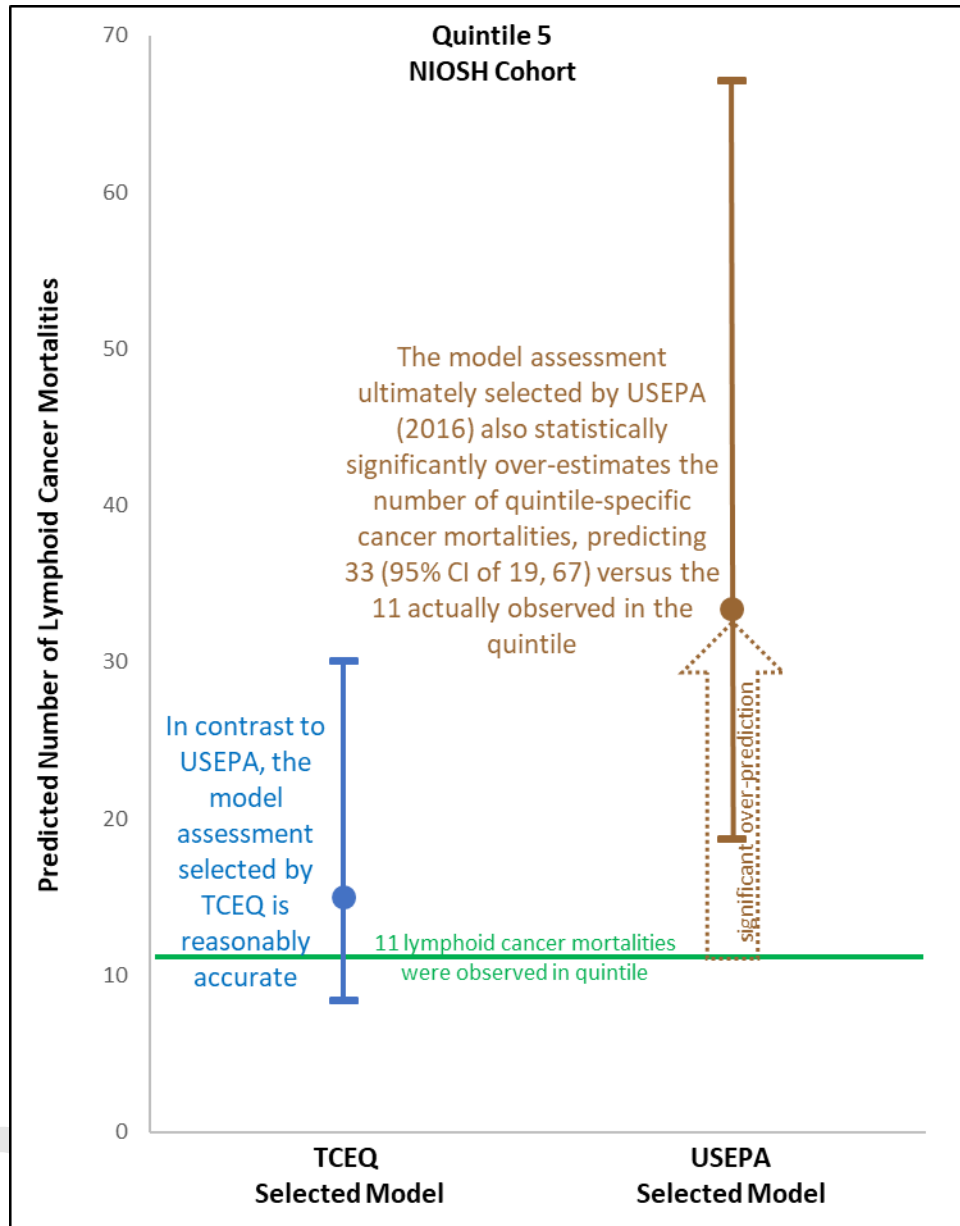 Quintile 5
NIOSH Cohort
Predicted Number of Lymphoid Cancer Mortalities
70
60
50
40
30
20
10
0
The model assessment
ultimately selected by USEPA
(2016) also statistically
significantly over-estimates the
number of quintile-specific
cancer mortalities, predicting
33 (95% CI of 19, 67) versus the
11 actually observed in the
quintile
In contrast to
USEPA, the
model
assessment
selected by
TCEQ is
reasonably
accurate
significant over-prediction
11 lymphoid cancer mortalities
were observed in quintile
TCEQ
Selected Model
USEPA
Selected Model